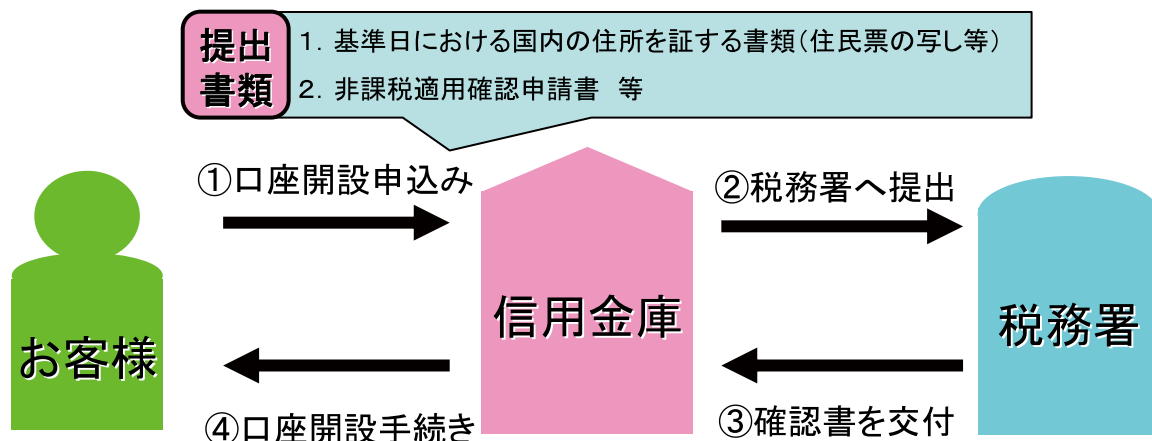 提出
書類
1．基準日における国内の住所を証する書類（住民票の写し等）
2．非課税適用確認申請書　等
①口座開設申込み
②税務署へ提出
お客様
信用金庫
税務署
④口座開設手続き
③確認書を交付